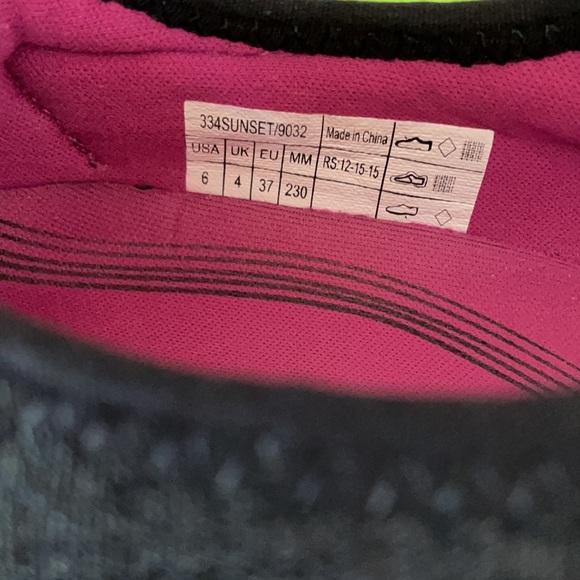 334SUNSET/9032
Made in China
USA UK EU MM
6 4 37 230
RS:12-15-15